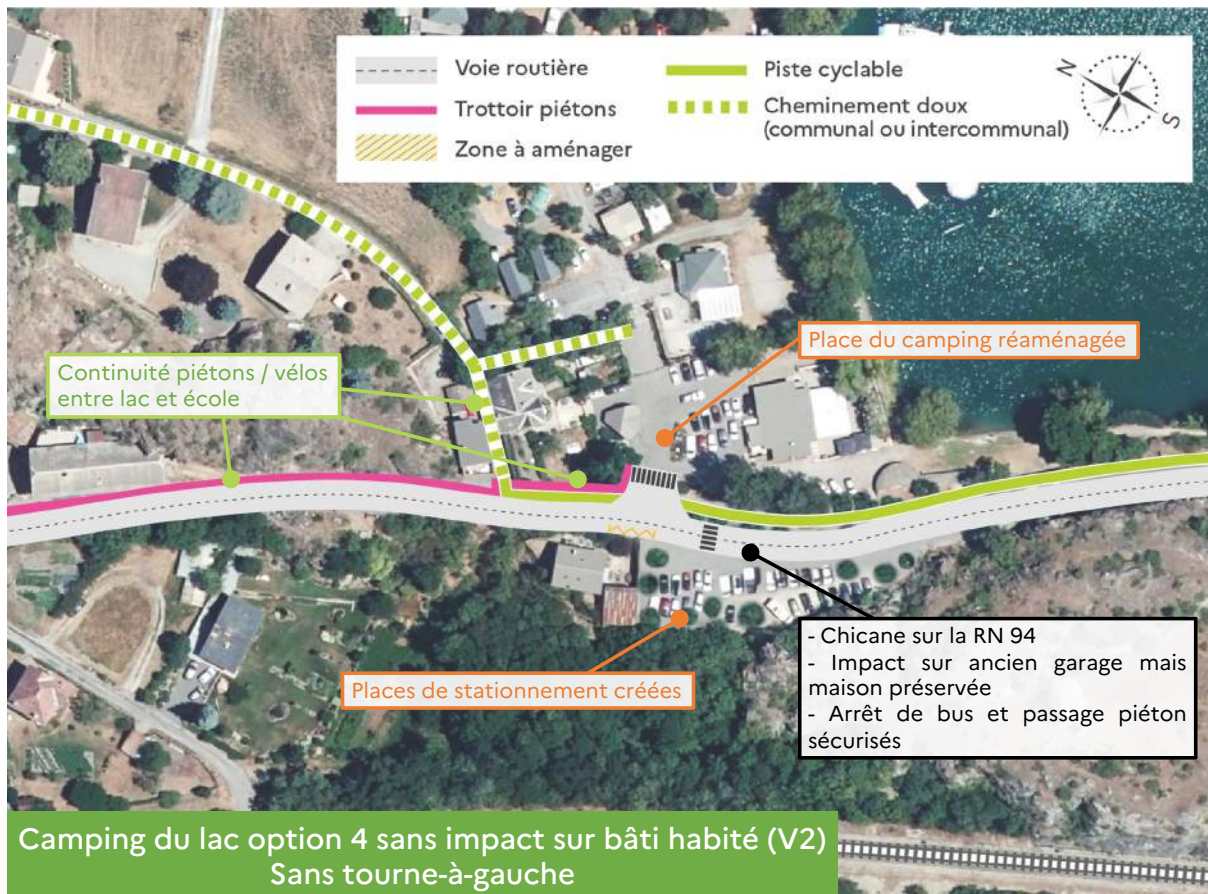 Voie routière
Trottoir piétons
Zone à aménager
Piste cyclable
Cheminement doux
(communal ou intercommunal)
N
S
Place du camping réaménagée
Continuité piétons / vélos
entre lac et école
- Chicane sur la RN 94
- Impact sur ancien garage mais
maison préservée
- Arrêt de bus et passage piéton
sécurisés
Places de stationnement créées
Camping du lac option 4 sans impact sur bâti habité (V2)
Sans tourne-à-gauche